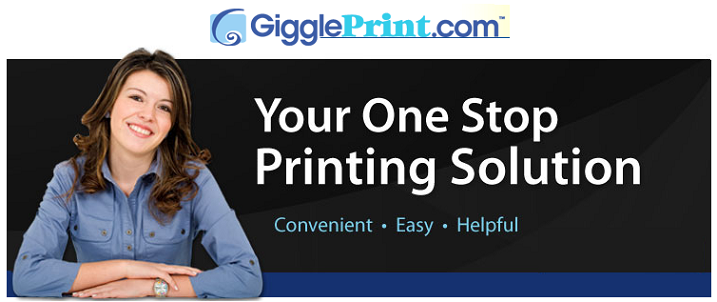 GigglePrint.com™
Your One Stop
Printing Solution
Convenient • Easy • Helpful